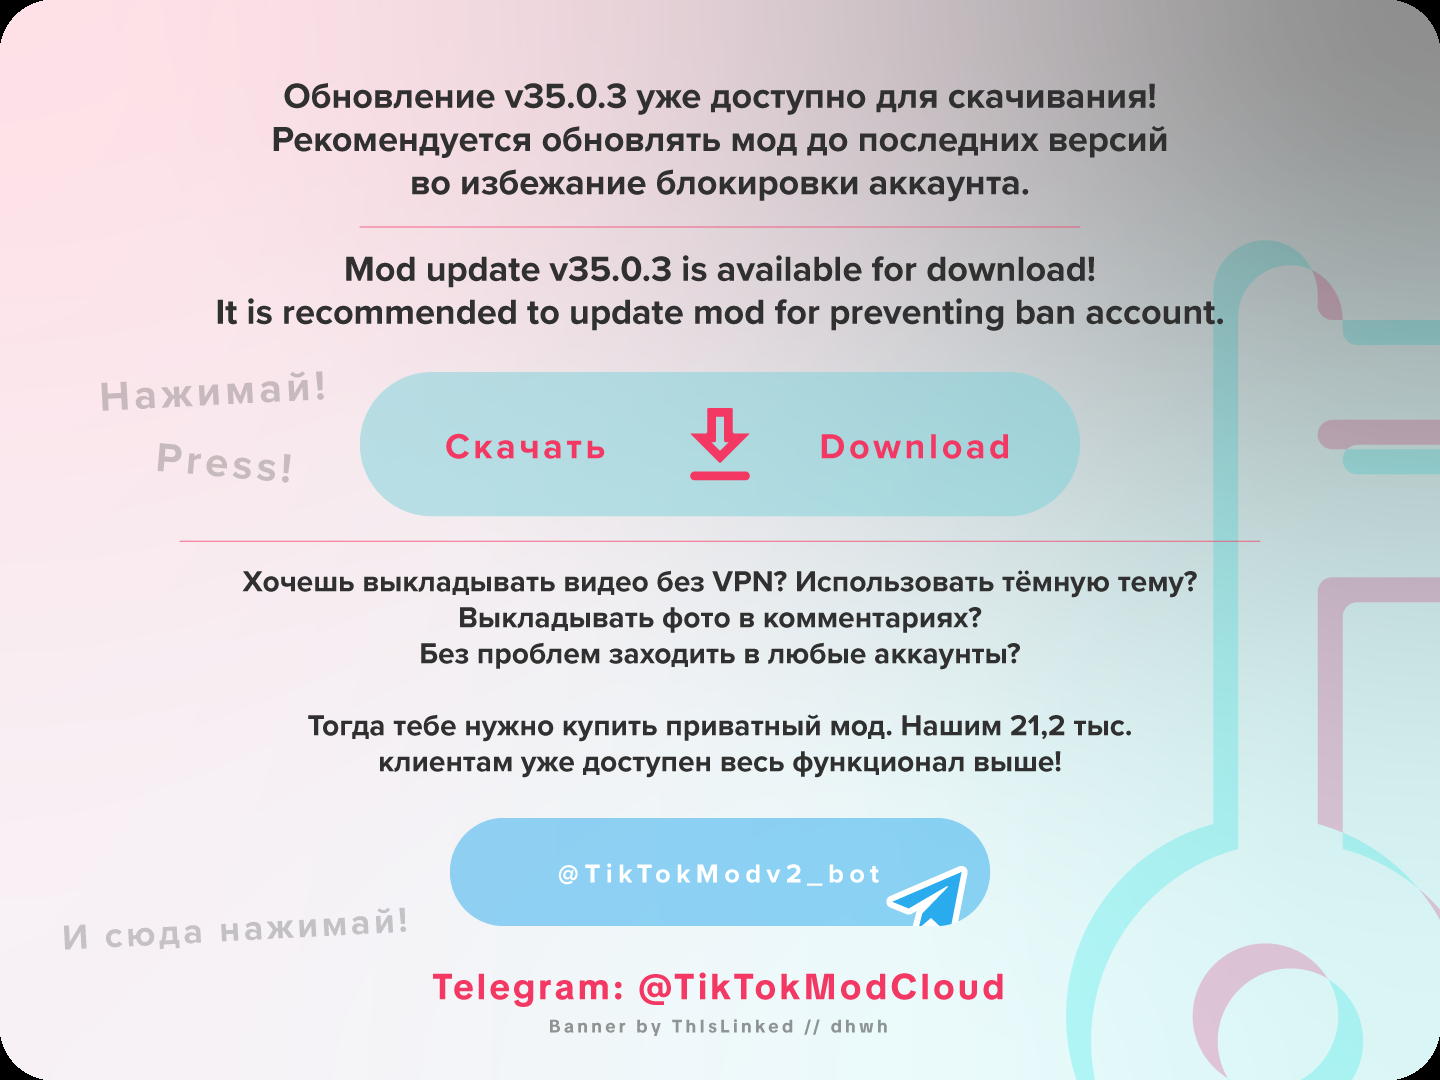 Обновление v35.0.3 уже доступно для скачивания!
Рекомендуется обновлять мод до последних версий
во избежание блокировки аккаунта.
Mod update v35.0.3 is available for download!
It is recommended to update mod for preventing ban account.
Нажимай!
Press!
Скачать
Download
Хочешь выкладывать видео без VPN? Использовать тёмную тему?
Выкладывать фото в комментариях?
Без проблем заходить в любые аккаунты?
Тогда тебе нужно купить приватный мод. Нашим 21,2 тыс.
клиентам уже доступен весь функционал выше!
@TikTokModv2_bot
И сюда нажимай!
Telegram: @TikTokModCloud
Banner by ThIsLinked // dhwh